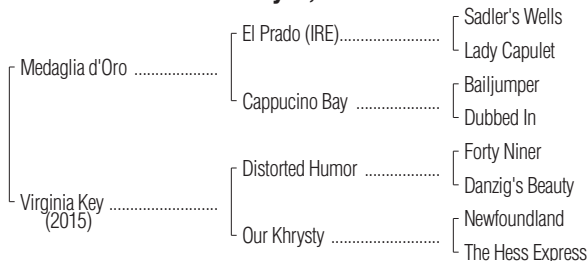 Sadler's Wells
El Prado (IRE)....................
Lady Capulet
Medaglia d'Oro .................
Bailjumper
Cappucino Bay ................
Dubbed In
Forty Niner
Distorted Humor ...............
Danzig's Beauty
Virginia Key ......................
(2015)
Newfoundland
Our Khrysty ......................
The Hess Express